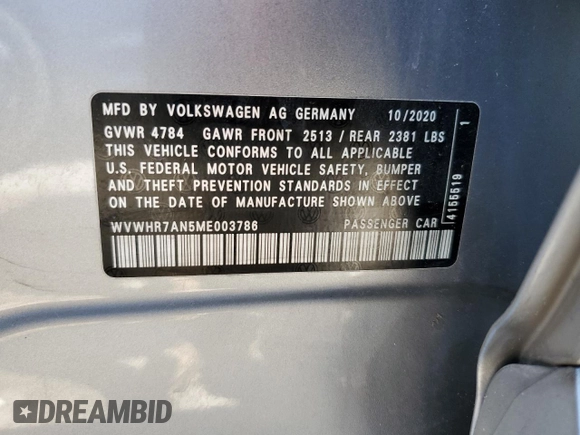 MFD BY VOLKSWAGEN AG GERMANY 10/2020
GVWR 4784 GAWR FRONT 2513 / REAR 2381 LBS
THIS VEHICLE CONFORMS TO ALL APPLICABLE
U.S. FEDERAL MOTOR VEHICLE SAFETY, BUMPER
AND THEFT PREVENTION STANDARDS IN EFFECT
ON THE DATE OF MANUFACTURE SHOWN ABOVE
WVWHR7AN5ME003786 PASSENGER CAR
4155519 1
DREAMBID